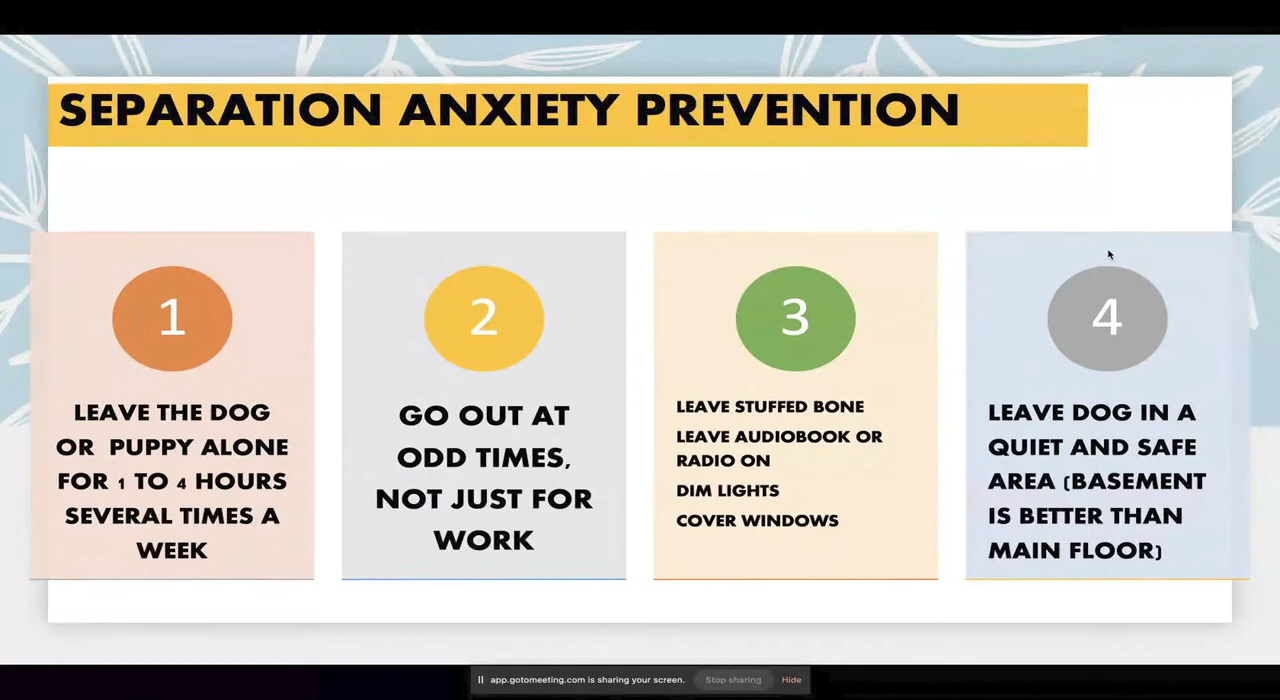 SEPARATION ANXIETY PREVENTION
1
LEAVE THE DOG
OR PUPPY ALONE
FOR 1 TO 4 HOURS
SEVERAL TIMES A
WEEK
2
GO OUT AT
ODD TIMES,
NOT JUST FOR
WORK
3
LEAVE STUFFED BONE
LEAVE AUDIOBOOK OR
RADIO ON
DIM LIGHTS
COVER WINDOWS
4
LEAVE DOG IN A
QUIET AND SAFE
AREA (BASEMENT
IS BETTER THAN
MAIN FLOOR)
app.gotomeeting.com is sharing your screen. Stop sharing Hide